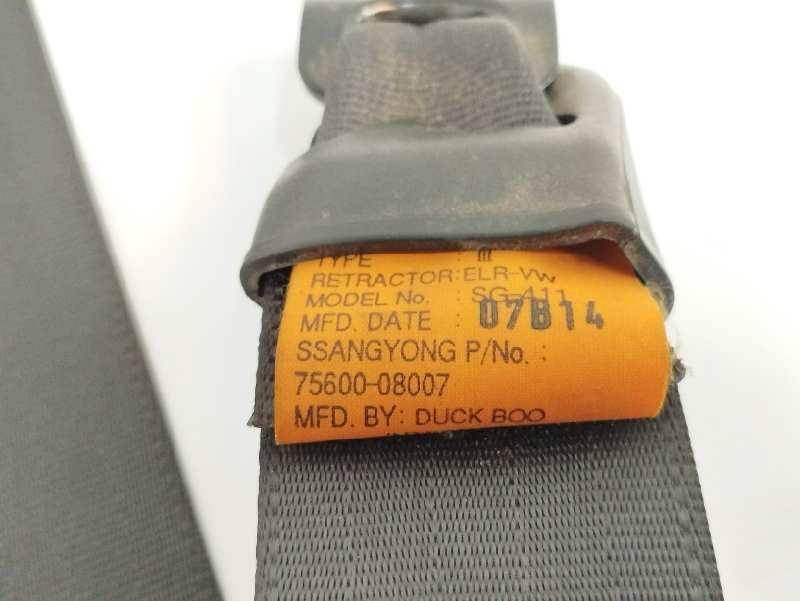 TYPE : III
RETRACTOR:ELR-VW
MODEL No. : SG-411
MFD. DATE : 07B14
SSANGYONG P/No. :
75600-08007
MFD. BY: DUCK BOO